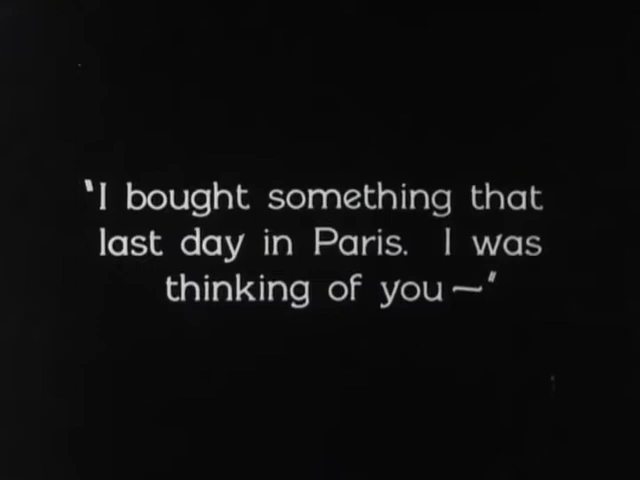 "I bought something that
last day in Paris. I was
thinking of you—"